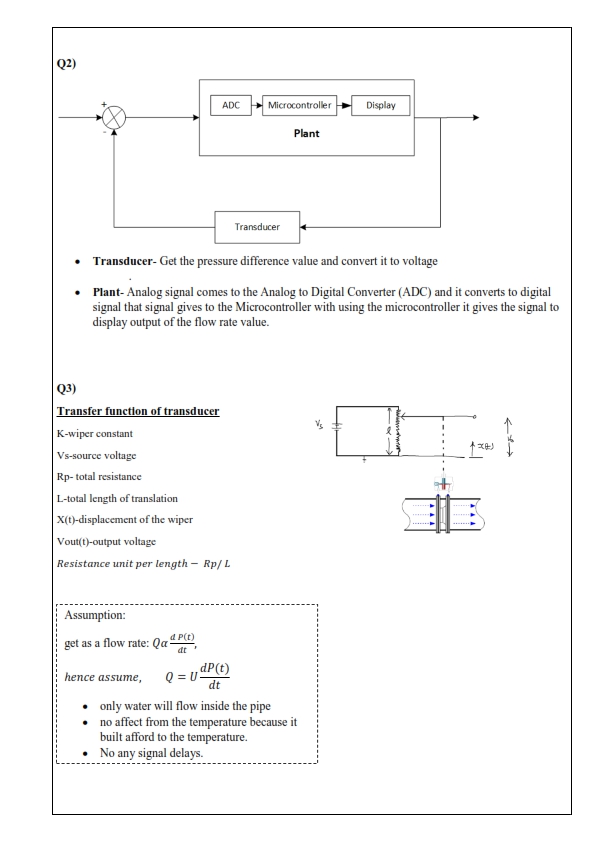 Q2)
+
-
ADC
Microcontroller
Display
Plant
Transducer
• Transducer- Get the pressure difference value and convert it to voltage
.
• Plant- Analog signal comes to the Analog to Digital Converter (ADC) and it converts to digital
signal that signal gives to the Microcontroller with using the microcontroller it gives the signal to
display output of the flow rate value.
Q3)
Transfer function of transducer
K-wiper constant
Vs-source voltage
Rp- total resistance
L-total length of translation
X(t)-displacement of the wiper
Vout(t)-output voltage
Resistance unit per length − Rp/L
Vs
l
+
x(t)
V₀
Assumption:
get as a flow rate: Qα d P(t)/dt,
hence assume, Q = U dP(t)/dt
• only water will flow inside the pipe
• no affect from the temperature because it
built afford to the temperature.
• No any signal delays.